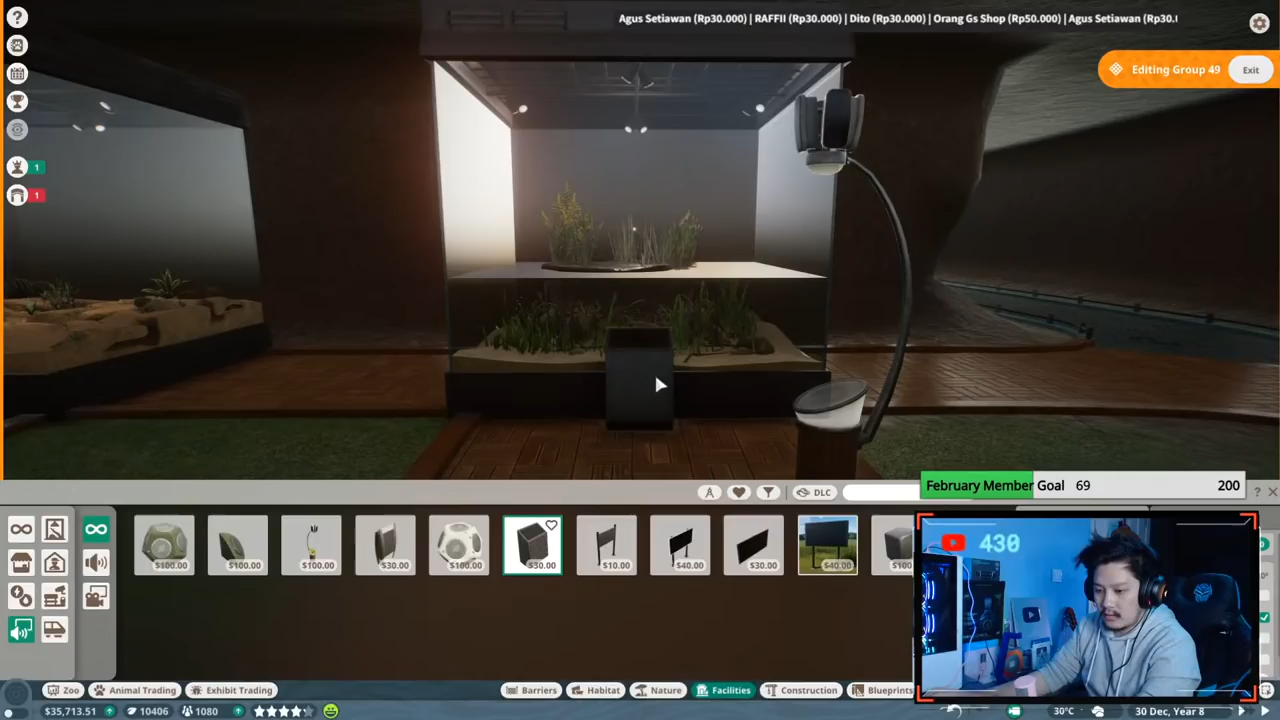 Agus Setiawan (Rp30.000) | RAFFII (Rp30.000) | Dito (Rp30.000) | Orang Gs Shop (Rp50.000) | Agus Setiawan (Rp30.
?
Editing Group 49 Exit
1
1
DLC
February Member Goal 69 200
? ×
$100.00 $100.00 $100.00 $30.00 $100.00 $30.00 $10.00 $40.00 $30.00 $40.00 $100
430
Zoo Animal Trading Exhibit Trading Barriers Habitat Nature Facilities Construction Blueprints
$35,713.51 10406 1080 30°C 30 Dec, Year 8